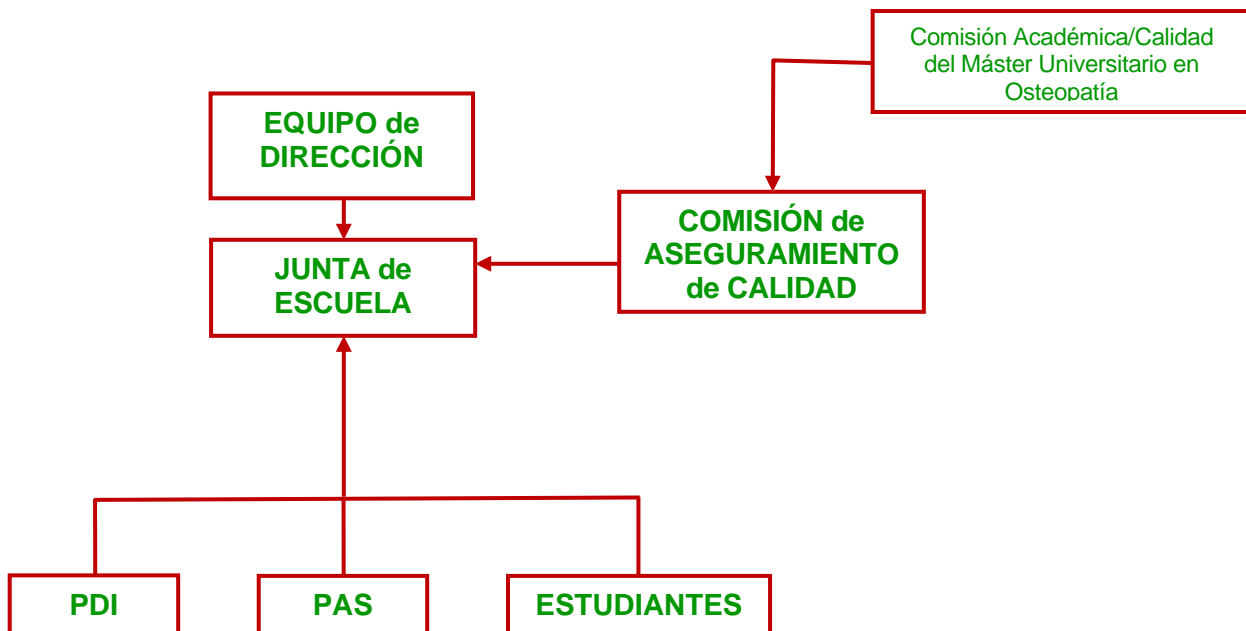 Comisión Académica/Calidad
del Máster Universitario en
Osteopatía
EQUIPO de
DIRECCIÓN
COMISIÓN de
ASEGURAMIENTO
de CALIDAD
JUNTA de
ESCUELA
PDI
PAS
ESTUDIANTES